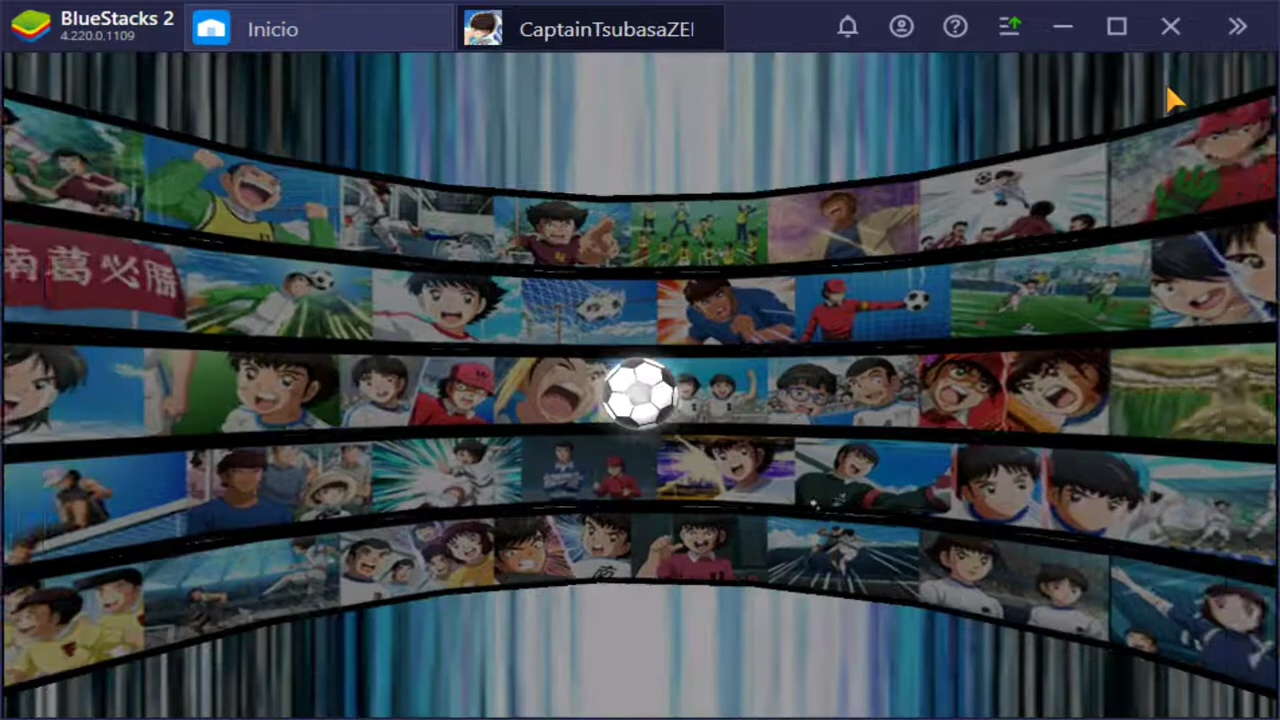 BlueStacks 2
4.220.0.1109
Inicio
CaptainTsubasaZEI
南葛必勝